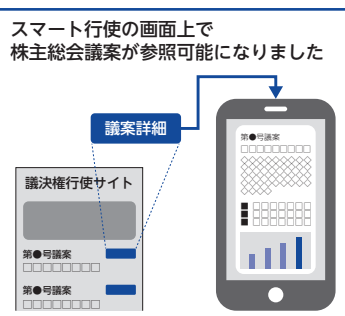 スマート行使の画面上で
株主総会議案が参照可能になりました
議案詳細
議決権行使サイト
第●号議案
□□□□□□□□
第●号議案
□□□□□□□□
第●号議案